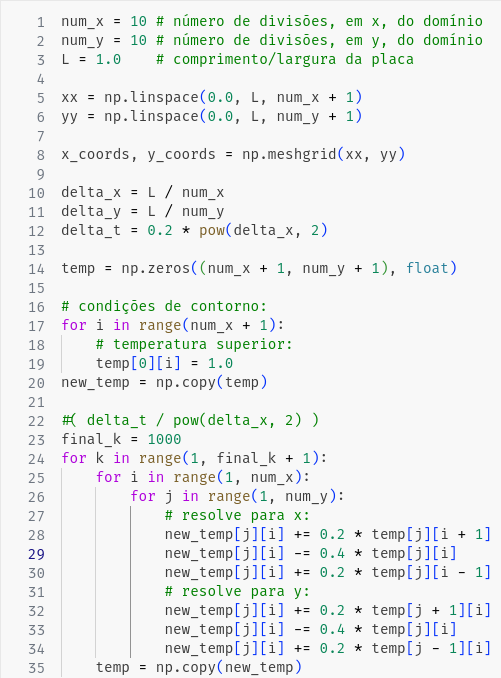 1 num_x = 10 # número de divisões, em x, do domínio
2 num_y = 10 # número de divisões, em y, do domínio
3 L = 1.0    # comprimento/largura da placa
4
5 xx = np.linspace(0.0, L, num_x + 1)
6 yy = np.linspace(0.0, L, num_y + 1)
7
8 x_coords, y_coords = np.meshgrid(xx, yy)
9
10 delta_x = L / num_x
11 delta_y = L / num_y
12 delta_t = 0.2 * pow(delta_x, 2)
13
14 temp = np.zeros((num_x + 1, num_y + 1), float)
15
16 # condições de contorno:
17 for i in range(num_x + 1):
18     # temperatura superior:
19     temp[0][i] = 1.0
20 new_temp = np.copy(temp)
21
22 #( delta_t / pow(delta_x, 2) )
23 final_k = 1000
24 for k in range(1, final_k + 1):
25     for i in range(1, num_x):
26         for j in range(1, num_y):
27             # resolve para x:
28             new_temp[j][i] += 0.2 * temp[j][i + 1]
29             new_temp[j][i] -= 0.4 * temp[j][i]
30             new_temp[j][i] += 0.2 * temp[j][i - 1]
31             # resolve para y:
32             new_temp[j][i] += 0.2 * temp[j + 1][i]
33             new_temp[j][i] -= 0.4 * temp[j][i]
34             new_temp[j][i] += 0.2 * temp[j - 1][i]
35     temp = np.copy(new_temp)